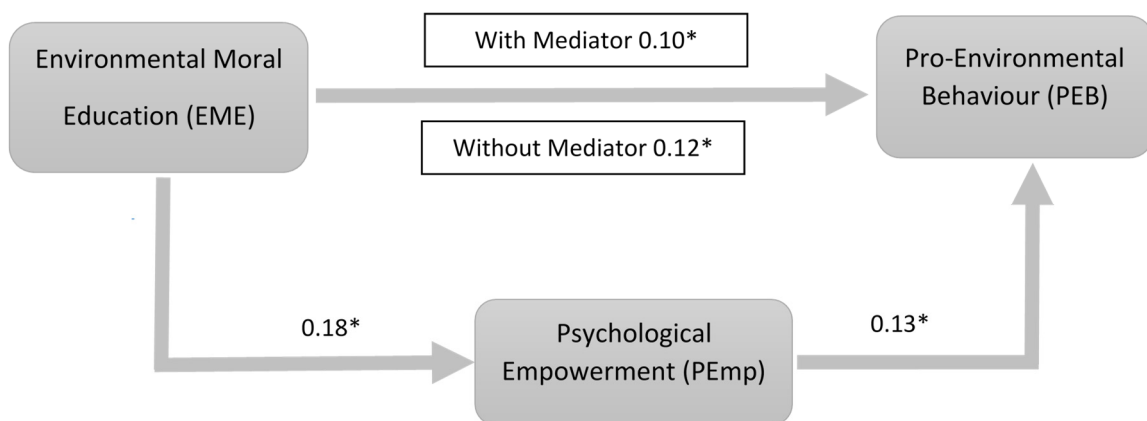 With Mediator 0.10*
Environmental Moral
Education (EME)
Pro-Environmental
Behaviour (PEB)
Without Mediator 0.12*
0.18*
0.13*
Psychological
Empowerment (PEmp)